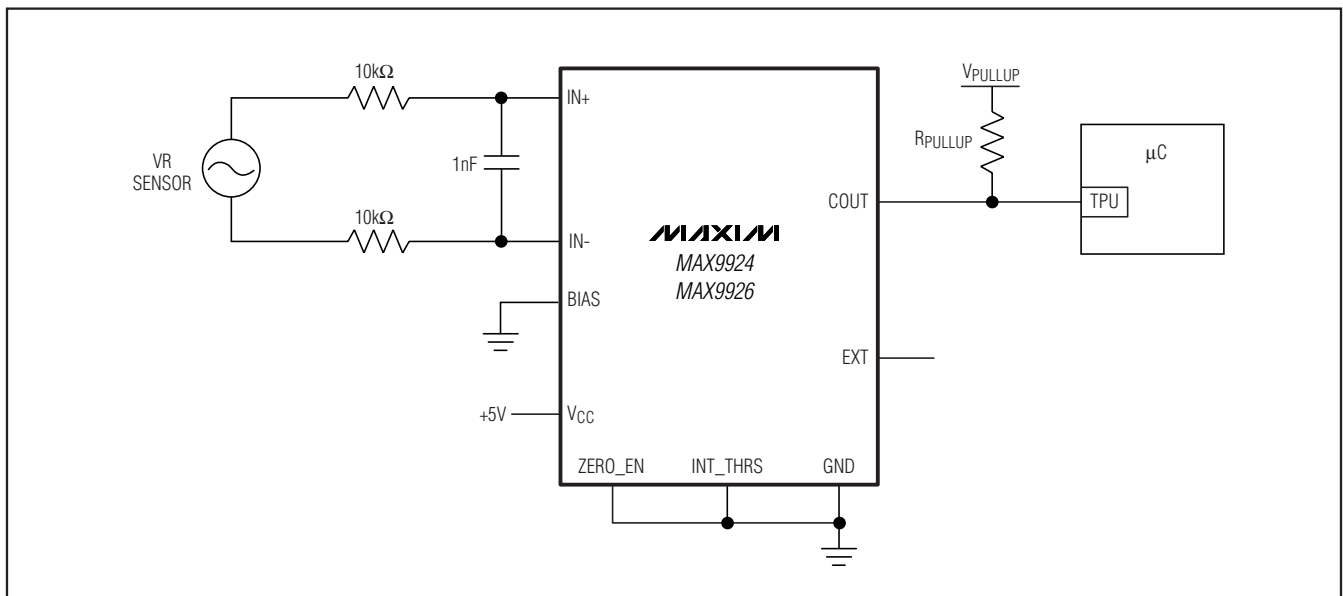 10kΩ
VR
SENSOR
1nF
10kΩ
IN+
IN-
BIAS
+5V
VCC
MAXIM
MAX9924
MAX9926
ZERO_EN
INT_THRS
GND
COUT
EXT
VPULLUP
RPULLUP
μC
TPU